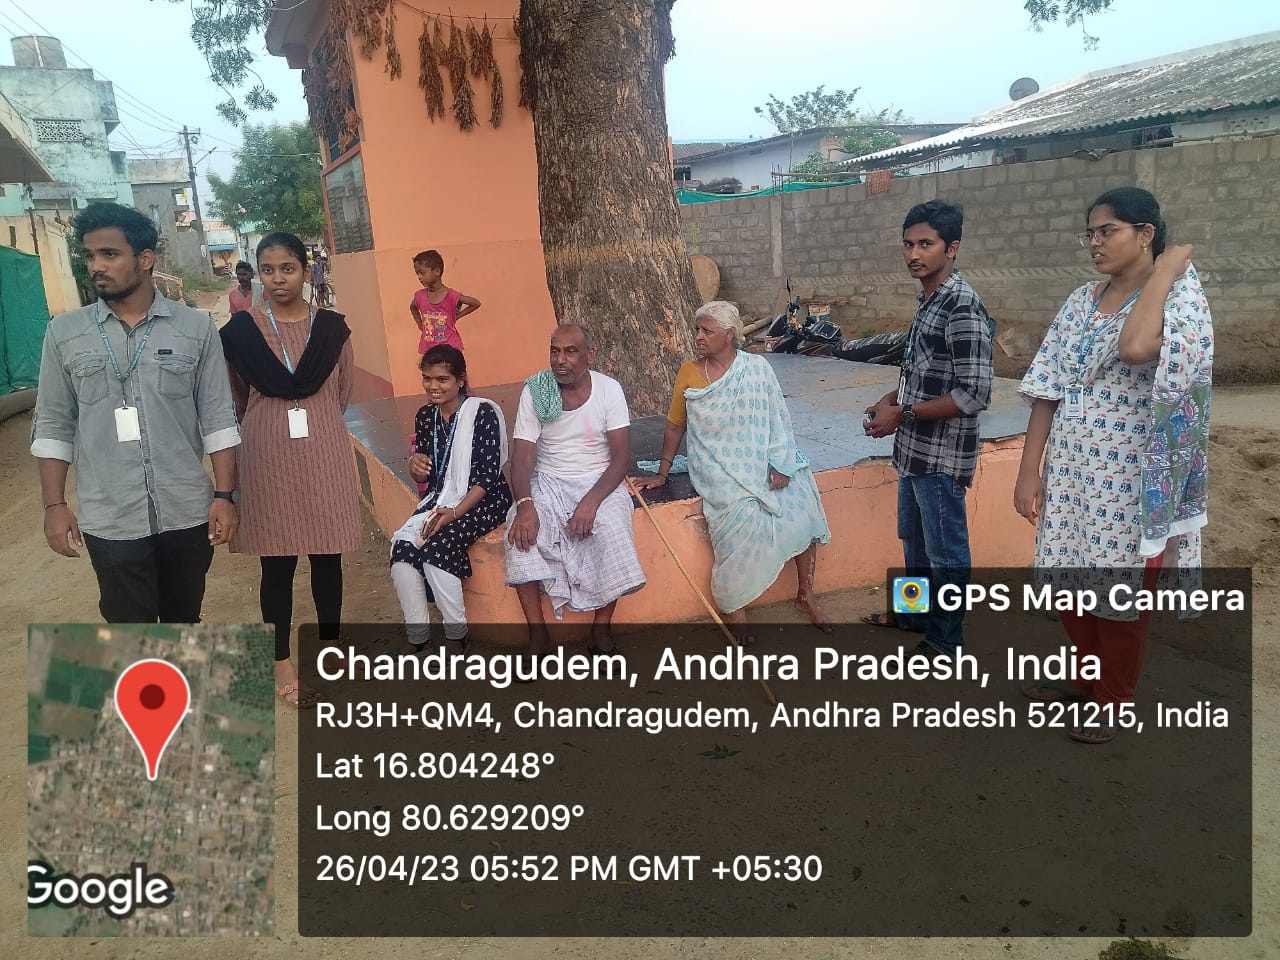 GPS Map Camera
Chandragudem, Andhra Pradesh, India
RJ3H+QM4, Chandragudem, Andhra Pradesh 521215, India
Lat 16.804248°
Long 80.629209°
26/04/23 05:52 PM GMT +05:30
Google